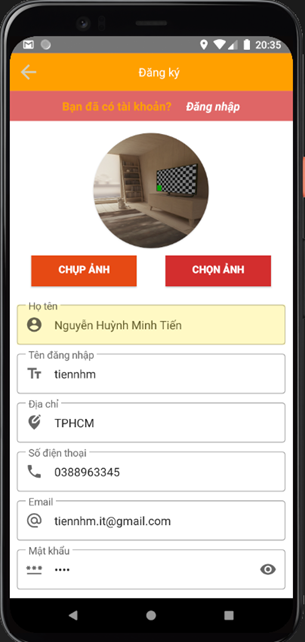 20:35
Đăng ký
Bạn đã có tài khoản? Đăng nhập
CHỤP ẢNH CHỌN ẢNH
Họ tên
Nguyễn Huỳnh Minh Tiến
Tên đăng nhập
Tт tiennhm
Địa chỉ
TPHCM
Số điện thoại
0388963345
Email
@ tiennhm.it@gmail.com
Mật khẩu
••••